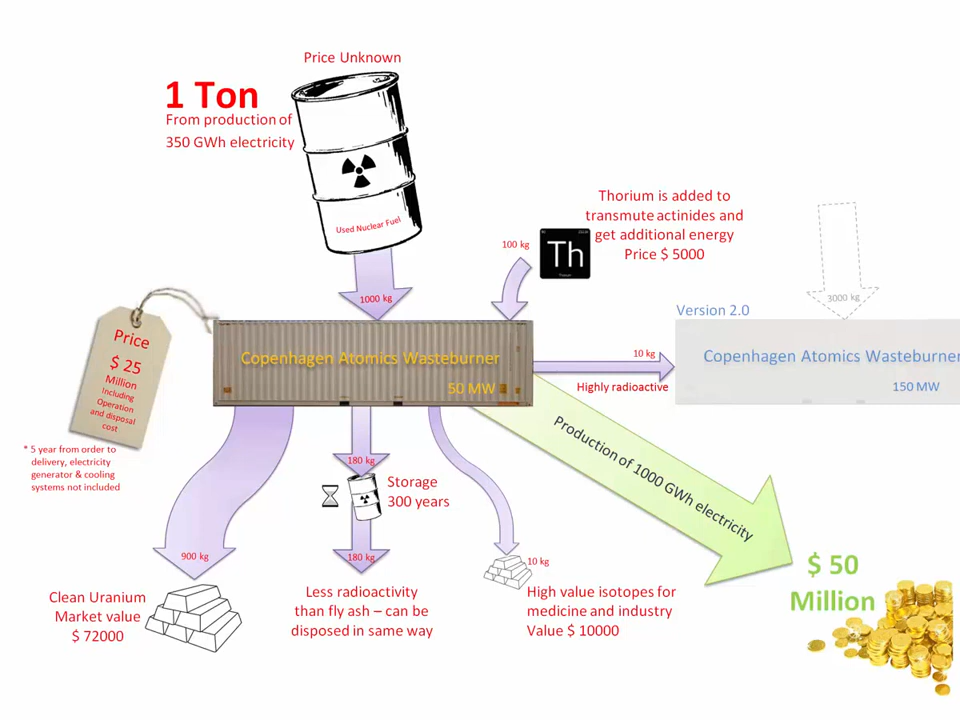 Price Unknown
1 Ton
From production of
350 GWh electricity
Used Nuclear Fuel
Thorium is added to
transmute actinides and
get additional energy
Price $ 5000
100 kg
Th
1000 kg
3000 kg
Version 2.0
Price
$ 25
Million
Including
Operation
and disposal
cost
Copenhagen Atomics Wasteburner
50 MW
10 kg
Highly radioactive
Copenhagen Atomics Wasteburner
150 MW
* 5 year from order to
delivery, electricity
generator & cooling
systems not included
Production of 1000 GWh electricity
180 kg
Storage
300 years
900 kg
180 kg
10 kg
$ 50
Million
Clean Uranium
Market value
$ 72000
Less radioactivity
than fly ash – can be
disposed in same way
High value isotopes for
medicine and industry
Value $ 10000